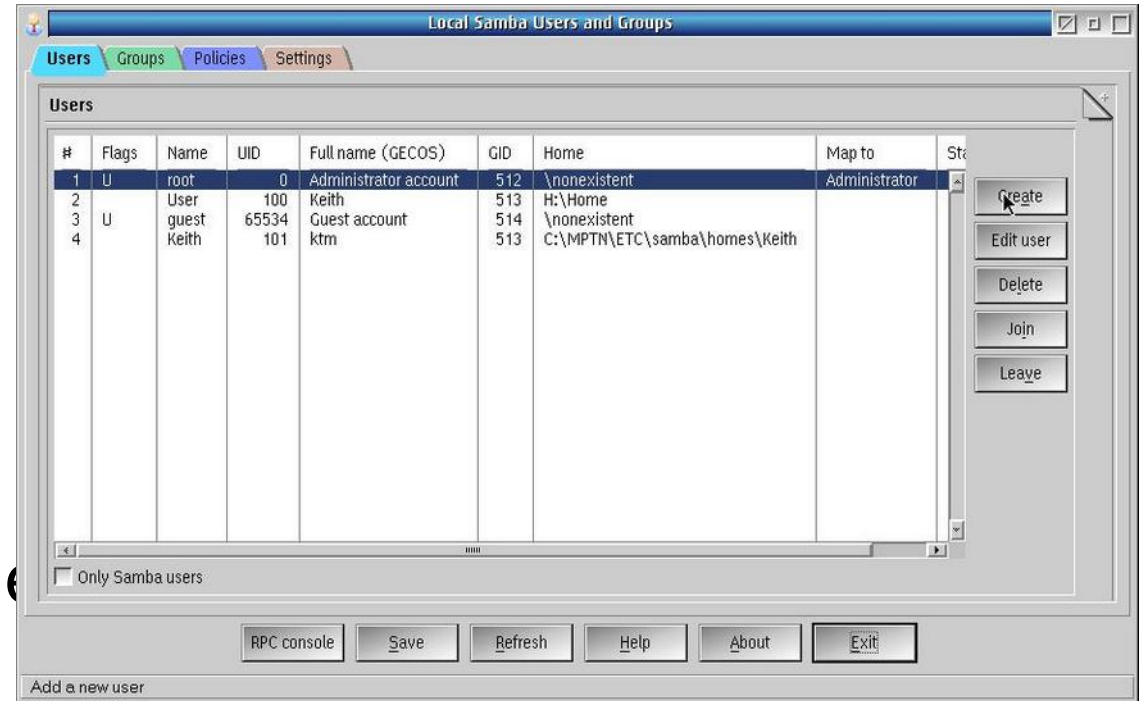 Local Samba Users and Groups
Users Groups Policies Settings
Users
# Flags Name UID Full name (GECOS) GID Home Map to
1 U root 0 Administrator account 512 \nonexistent Administrator
2 User 100 Keith 513 H:\Home
3 U guest 65534 Guest account 514 \nonexistent
4 Keith 101 ktm 513 C:\MPTN\ETC\samba\homes\Keith
Create
Edit user
Delete
Join
Leave
Only Samba users
RPC console Save Refresh Help About Exit
Add a new user